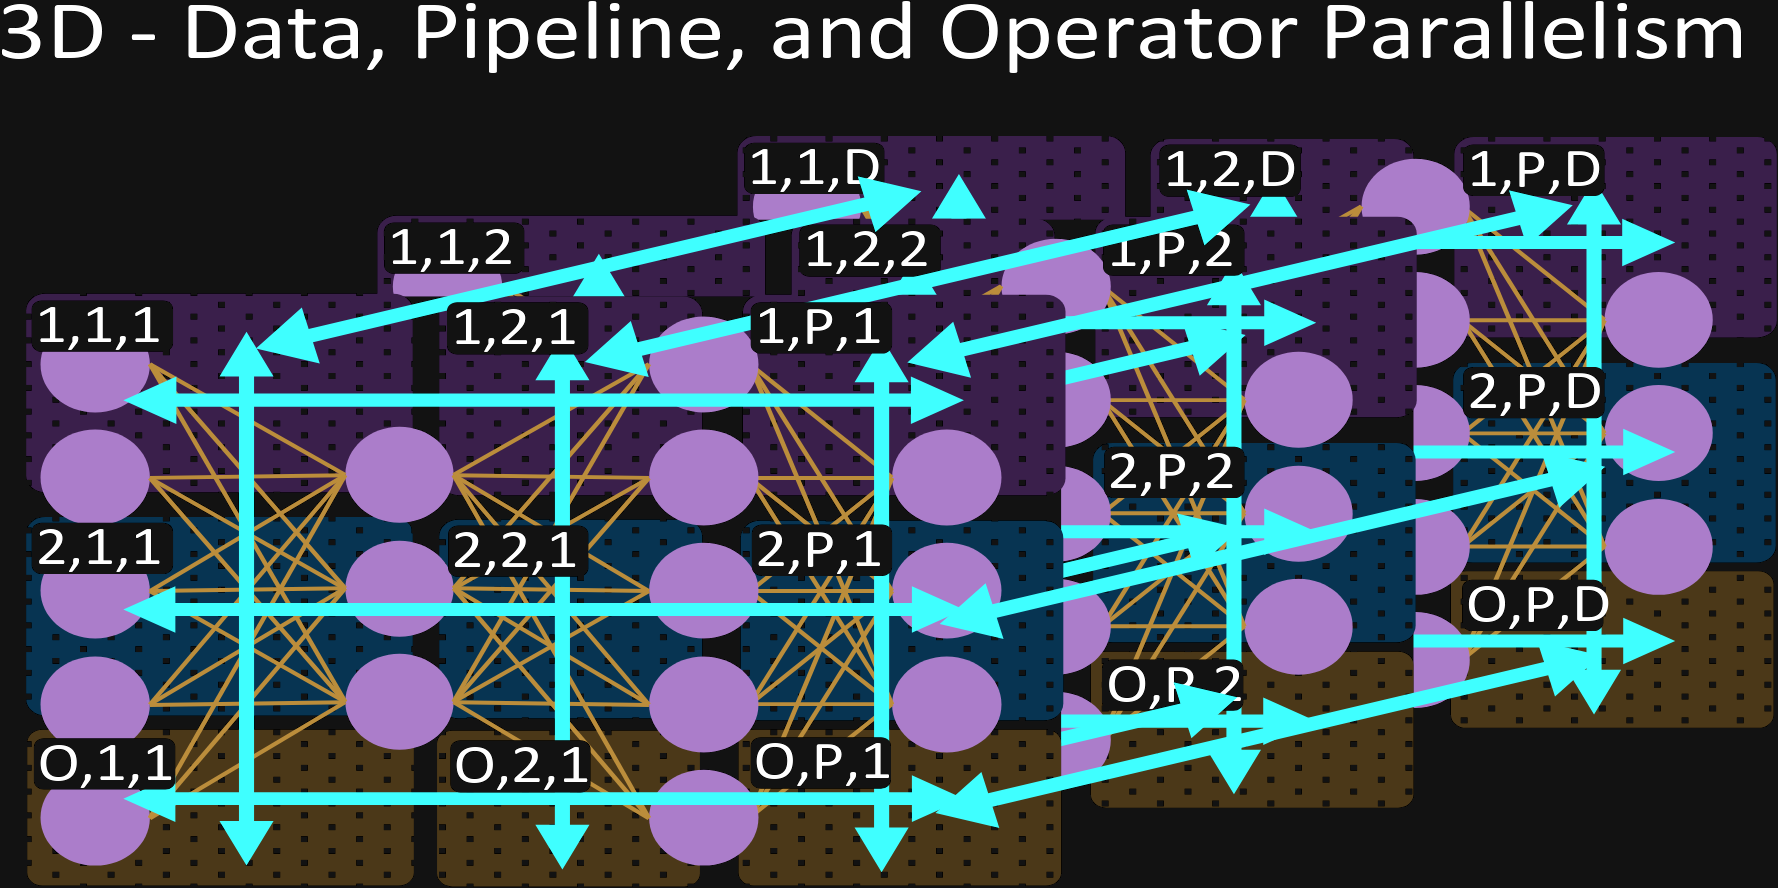 3D - Data, Pipeline, and Operator Parallelism
1,1,D
1,2,D
1,P,D
1,1,2
1,2,2
1,P,2
1,1,1
1,2,1
1,P,1
2,P,D
2,P,2
2,1,1
2,2,1
2,P,1
O,P,D
O,P,2
O,1,1
O,2,1
O,P,1